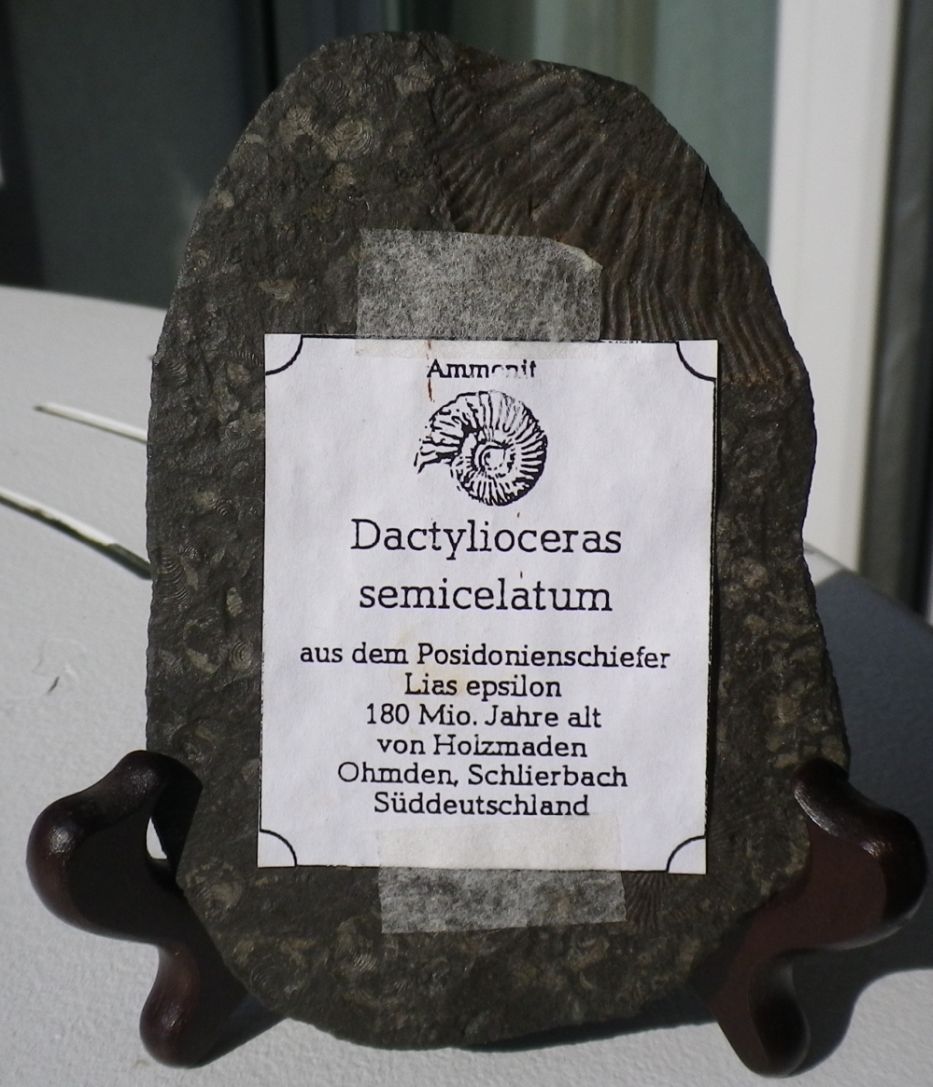 Ammonit
Dactylioceras
semicelatum
aus dem Posidonienschiefer
Lias epsilon
180 Mio. Jahre alt
von Holzmaden
Ohmden, Schlierbach
Süddeutschland